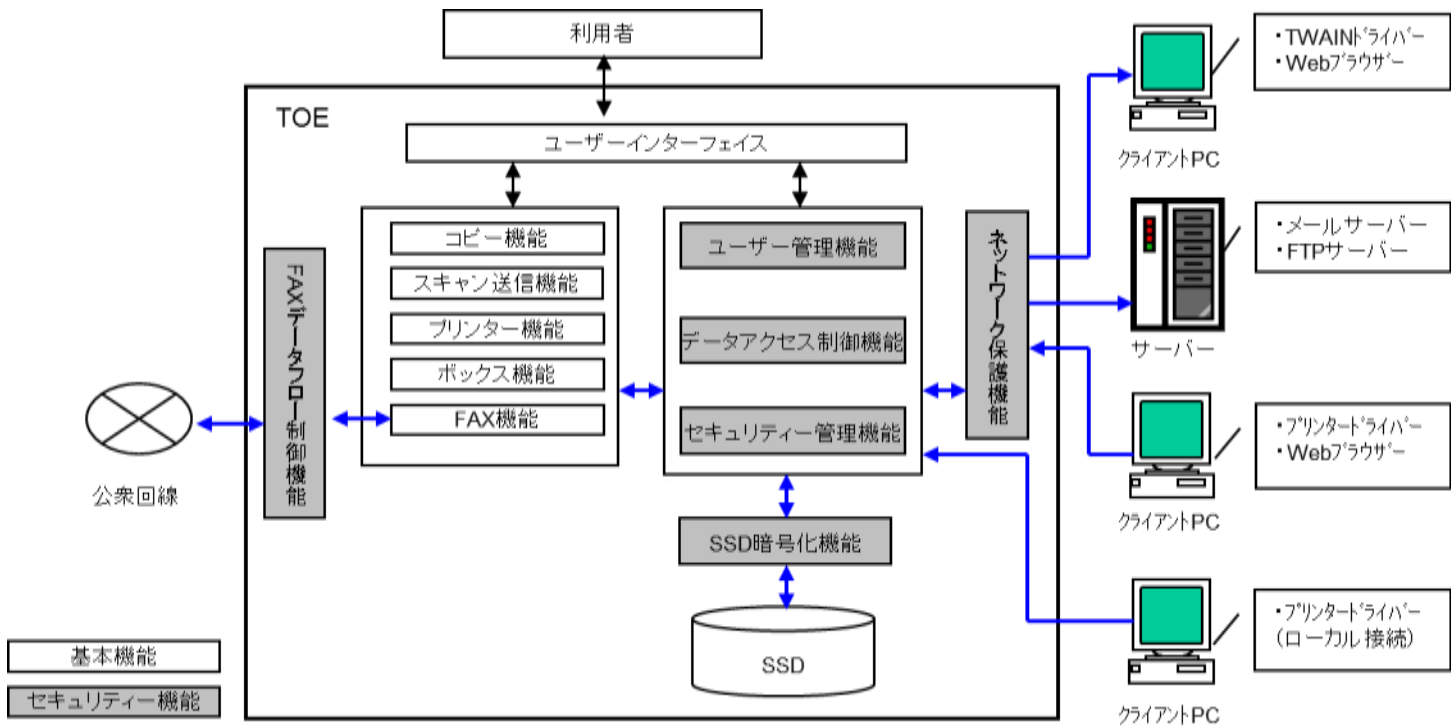 利用者
TOE
ユーザーインターフェイス
コピー機能
スキャン送信機能
プリンター機能
ボックス機能
FAX機能
ユーザー管理機能
データアクセス制御機能
セキュリティー管理機能
FAXデータフロー制御機能
ネットワーク保護機能
公衆回線
SSD暗号化機能
SSD
・TWAINドライバー
・Webブラウザー
クライアントPC
・メールサーバー
・FTPサーバー
サーバー
・プリンタードライバー
・Webブラウザー
クライアントPC
・プリンタードライバー
(ローカル接続)
クライアントPC
基本機能
セキュリティー機能